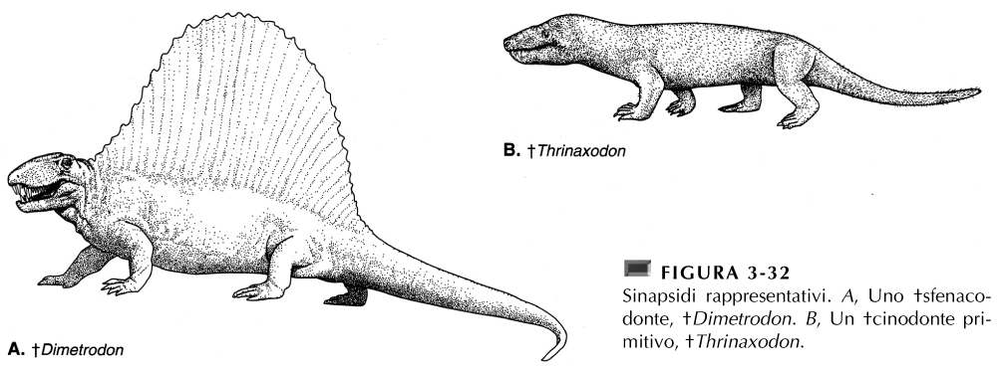 B. †Thrinaxodon
A. †Dimetrodon
FIGURA 3-32
Sinapsidi rappresentativi. A, Uno †sfenaco-
donte, †Dimetrodon. B, Un †cinodonte pri-
mitivo, †Thrinaxodon.